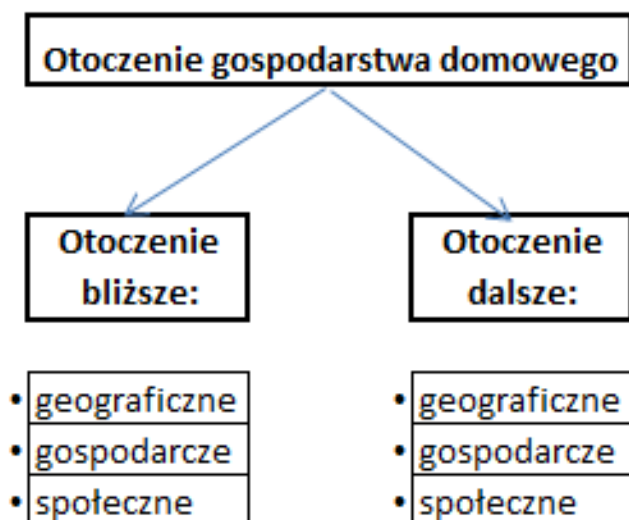 Otoczenie gospodarstwa domowego
Otoczenie
bliższe:
• geograficzne
• gospodarcze
• społeczne
Otoczenie
dalsze:
• geograficzne
• gospodarcze
• społeczne